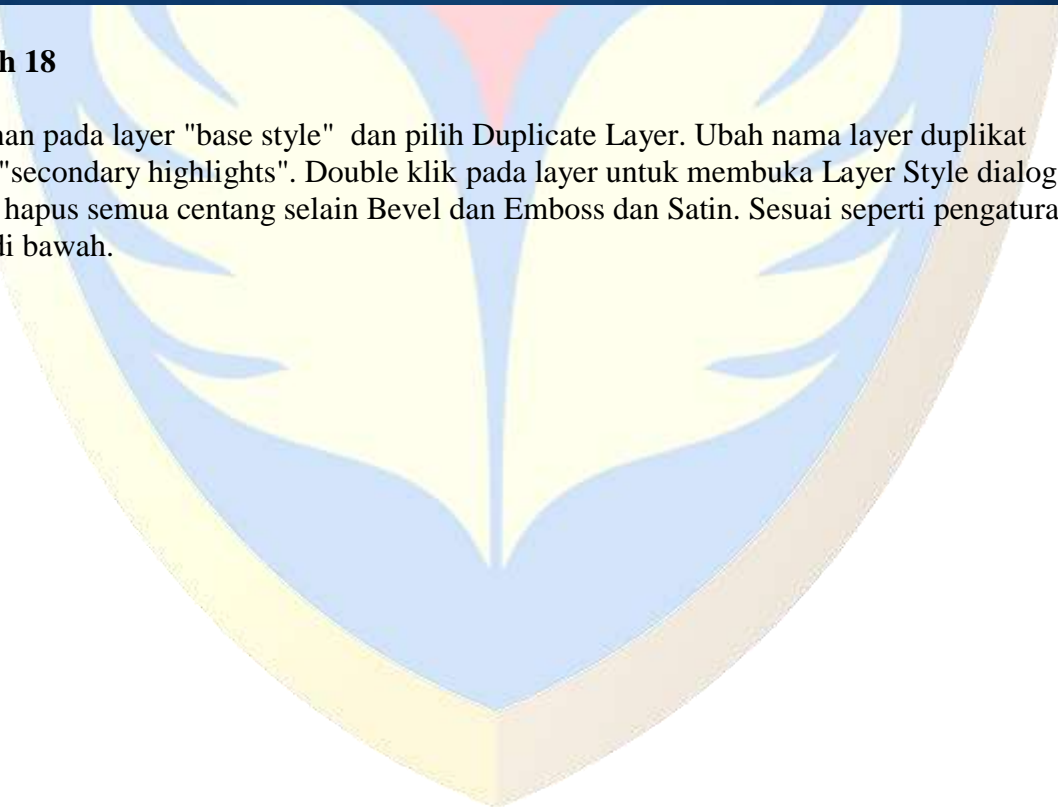 h 18
nan pada layer "base style" dan pilih Duplicate Layer. Ubah nama layer duplikat
"secondary highlights". Double klik pada layer untuk membuka Layer Style dialog
hapus semua centang selain Bevel dan Emboss dan Satin. Sesuai seperti pengatura
di bawah.